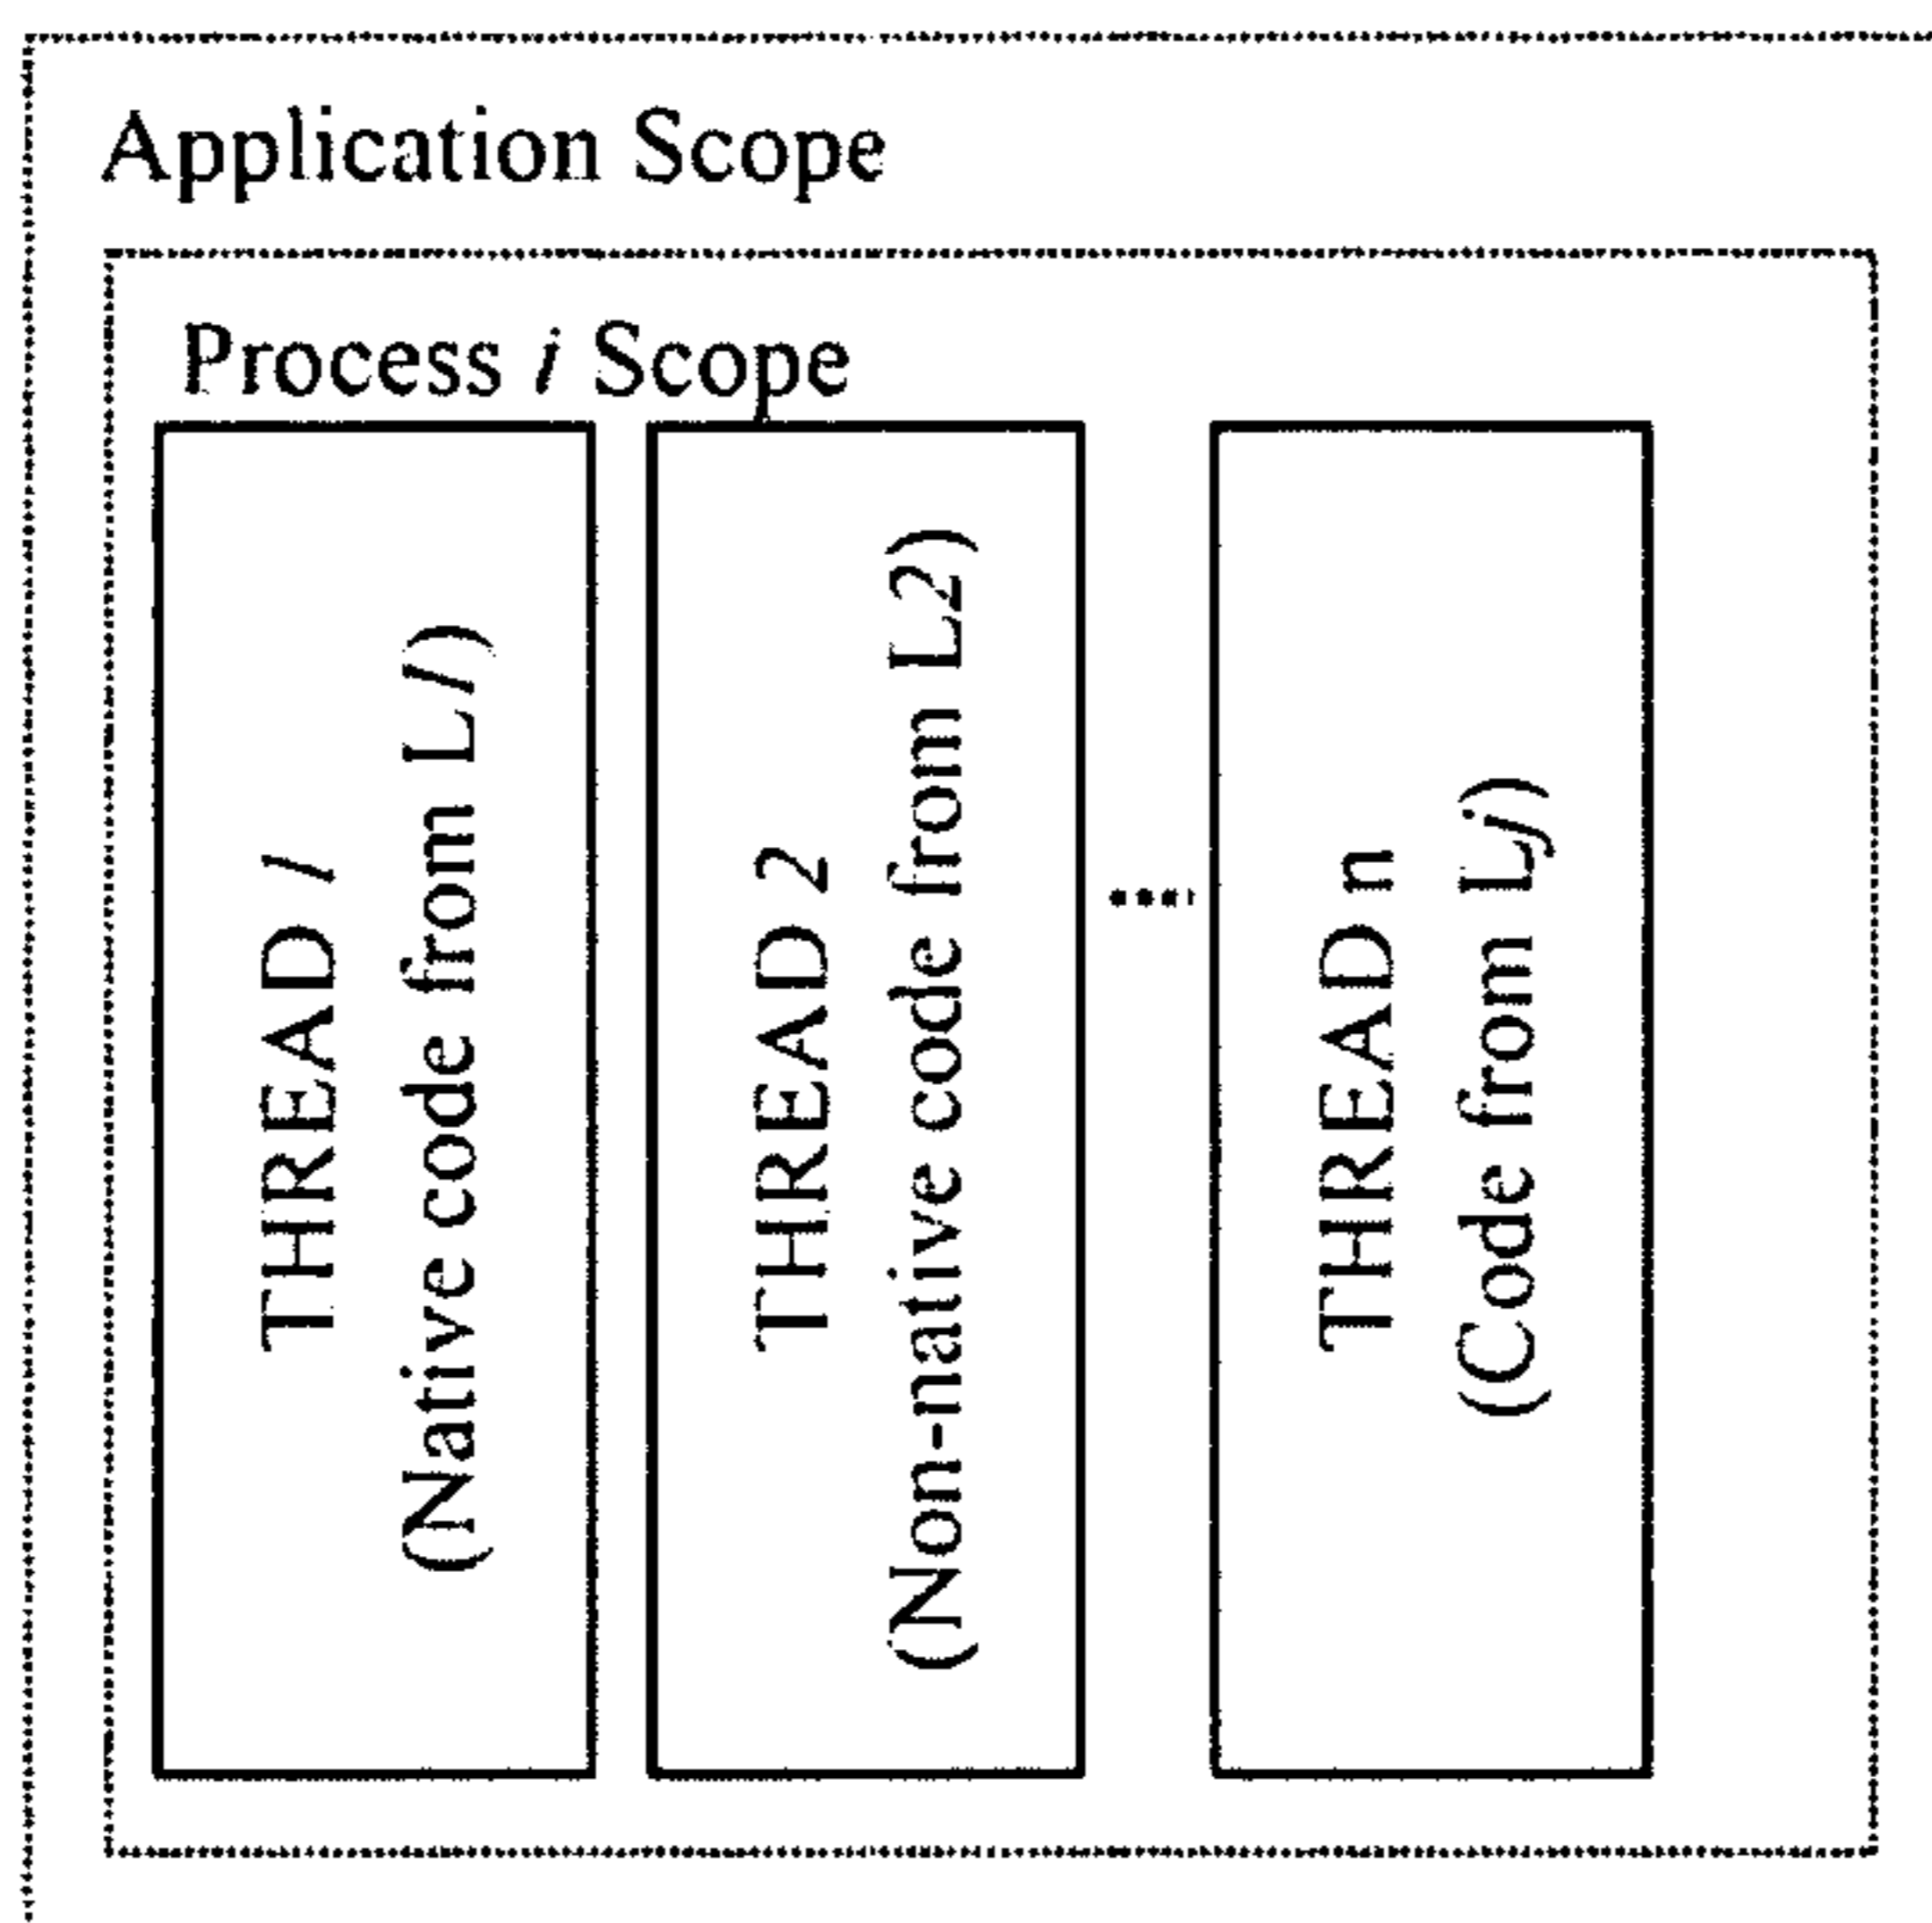 Application Scope
Process i Scope
THREAD 1
(Native code from L1)
THREAD 2
(Non-native code from L2)
THREAD n
(Code from Lj)